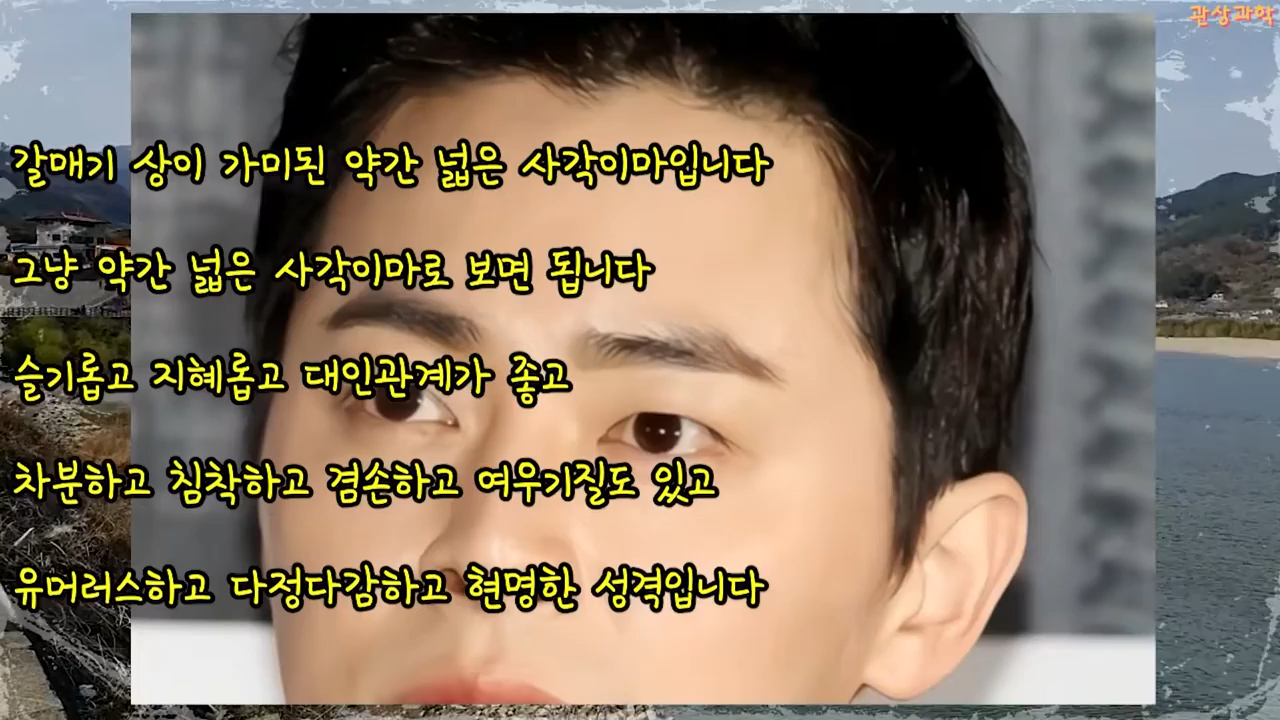 관상과학
갈매기 상이 가미된 약간 넓은 사각이마입니다
그냥 약간 넓은 사각이마로 보면 됩니다
슬기롭고 지혜롭고 대인관계가 좋고
차분하고 침착하고 겸손하고 여우기질도 있고
유머러스하고 다정다감하고 현명한 성격입니다